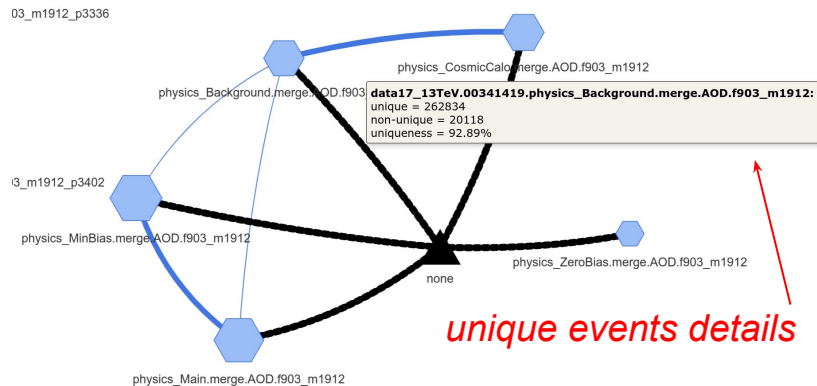 03_m1912_p3336
physics_CosmicCalo.merge.AOD.f903_m1912
physics_Background.merge.AOD.f903_
data17_13TeV.00341419.physics_Background.merge.AOD.f903_m1912:
unique = 262834
non-unique = 20118
uniqueness = 92.89%
3_m1912_p3402
physics_MinBias.merge.AOD.f903_m1912
physics_ZeroBias.merge.AOD.f903_m1912
none
unique events details
physics_Main.merge.AOD.f903_m1912